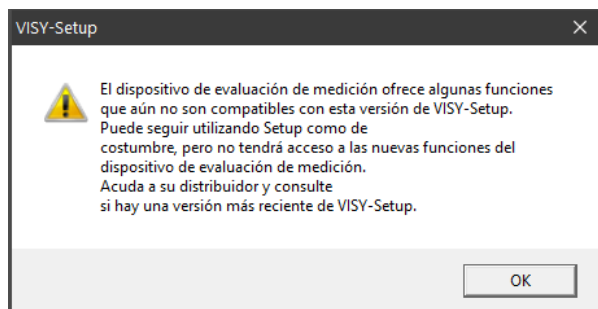 VISY-Setup
El dispositivo de evaluación de medición ofrece algunas funciones
que aún no son compatibles con esta versión de VISY-Setup.
Puede seguir utilizando Setup como de
costumbre, pero no tendrá acceso a las nuevas funciones del
dispositivo de evaluación de medición.
Acuda a su distribuidor y consulte
si hay una versión más reciente de VISY-Setup.
OK